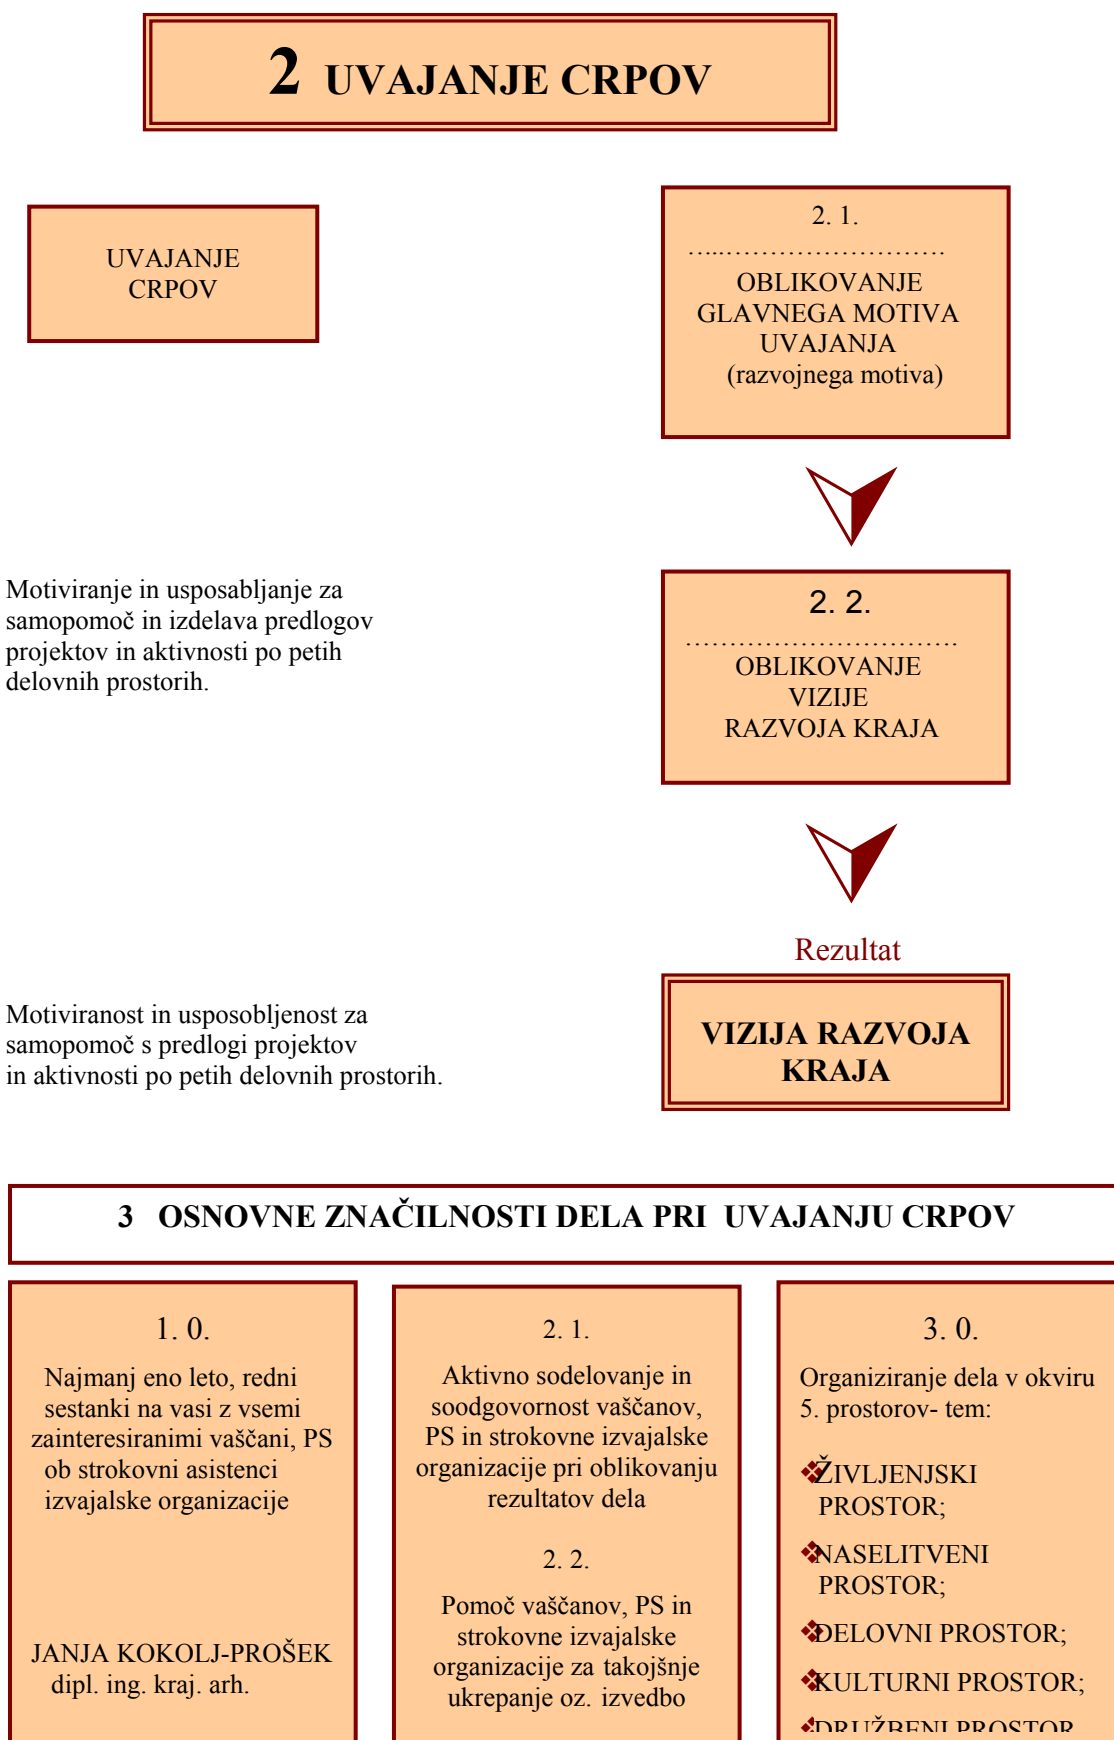 2 UVAJANJE CRPOV
UVAJANJE
CRPOV
2. 1.
…..…………………….
OBLIKOVANJE
GLAVNEGA MOTIVA
UVAJANJA
(razvojnega motiva)
Motiviranje in usposabljanje za
samopomoč in izdelava predlogov
projektov in aktivnosti po petih
delovnih prostorih.
2. 2.
………………………….
OBLIKOVANJE
VIZIJE
RAZVOJA KRAJA
Rezultat
Motiviranost in usposobljenost za
samopomoč s predlogi projektov
in aktivnosti po petih delovnih prostorih.
VIZIJA RAZVOJA
KRAJA
3 OSNOVNE ZNAČILNOSTI DELA PRI UVAJANJU CRPOV
1. 0.
Najmanj eno leto, redni
sestanki na vasi z vsemi
zainteresiranimi vaščani, PS
ob strokovni asistenci
izvajalske organizacije
JANJA KOKOLJ-PROŠEK
dipl. ing. kraj. arh.
2. 1.
Aktivno sodelovanje in
soodgovornost vaščanov,
PS in strokovne izvajalske
organizacije pri oblikovanju
rezultatov dela
2. 2.
Pomoč vaščanov, PS in
strokovne izvajalske
organizacije za takojšnje
ukrepanje oz. izvedbo
3. 0.
Organiziranje dela v okviru
5. prostorov- tem:
❖ŽIVLJENJSKI
PROSTOR;
❖NASELITVENI
PROSTOR;
❖DELOVNI PROSTOR;
❖KULTURNI PROSTOR;
❖DRUŽBENI PROSTOR